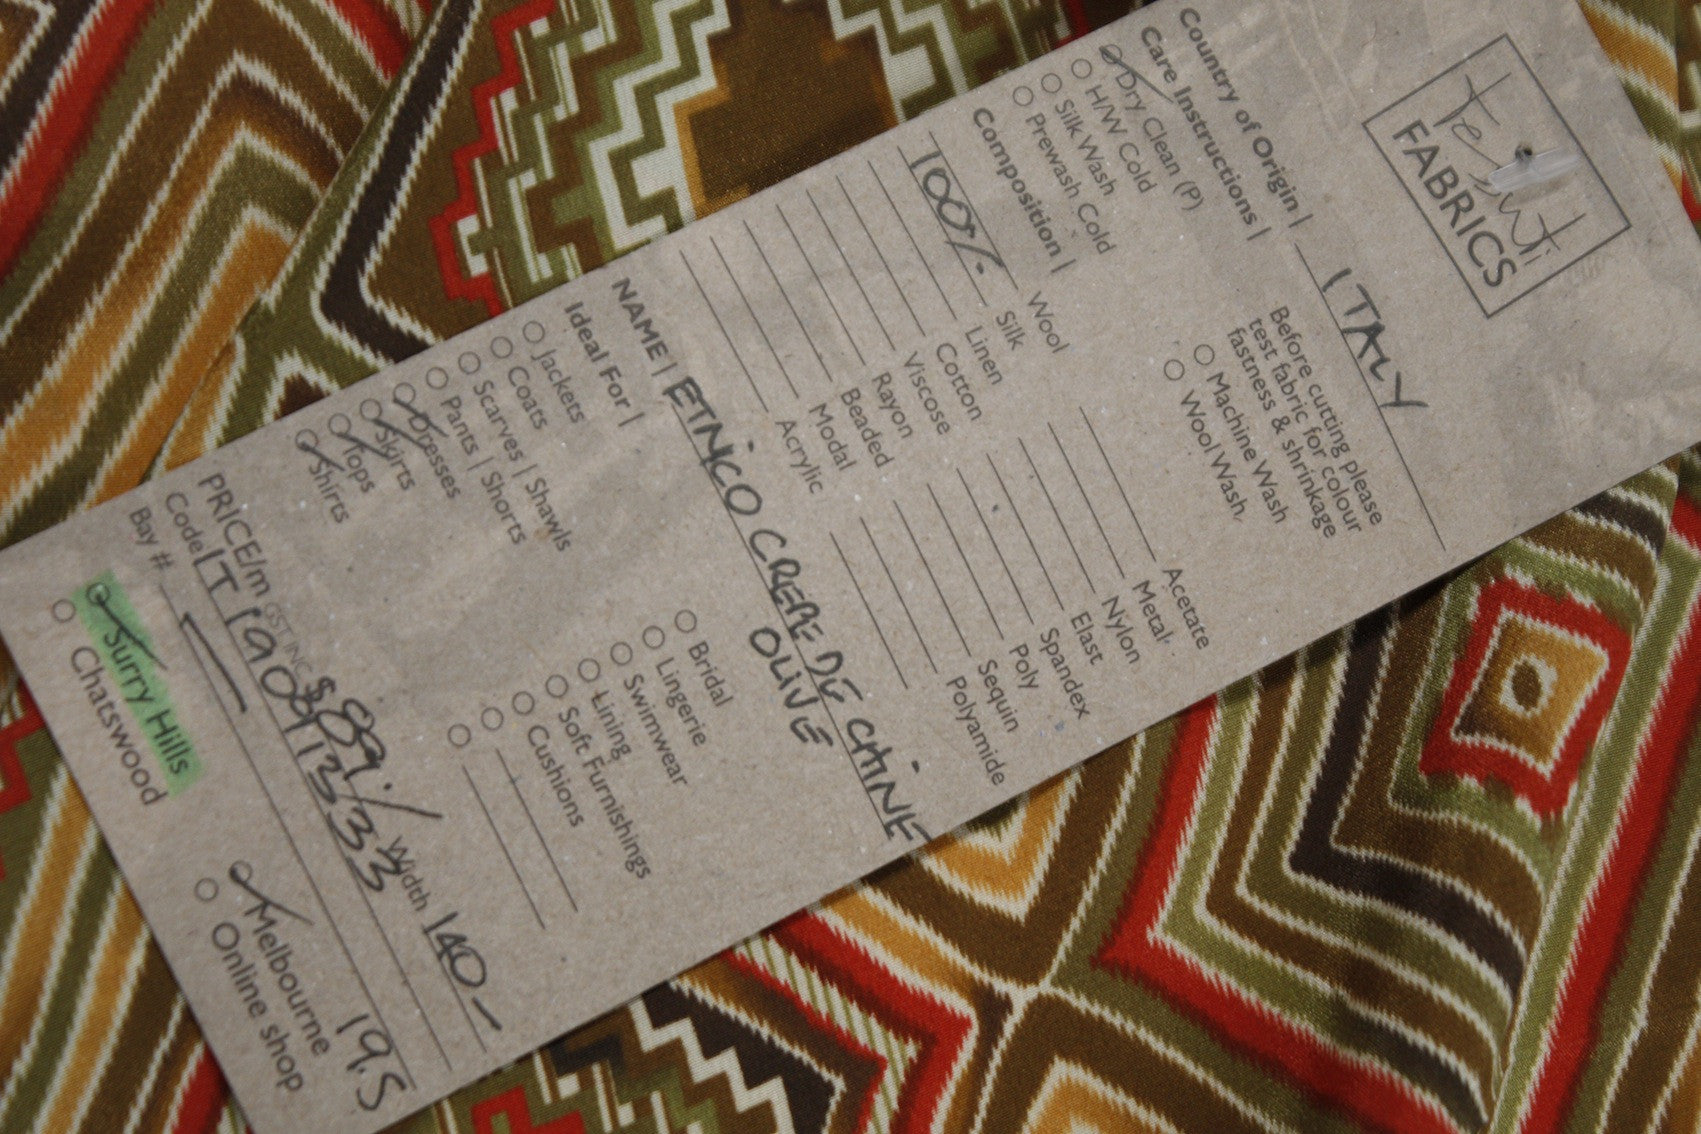 Tessuti
FABRICS
Country of Origin | ITALY
Care Instructions |
Dry Clean (P)
H/W Cold
Silk Wash
Prewash Cold
Before cutting please
test fabric for colour
fastness & shrinkage
Machine Wash
Wool Wash
Composition |
Wool
100% Silk
Linen
Cotton
Viscose
Rayon
Beaded
Modal
Acrylic
Acetate
Metal
Nylon
Elast
Spandex
Poly
Sequin
Polyamide
NAME | ETNICO CREPE DE CHINE
OLIVE
Ideal For |
Jackets
Coats
Scarves | Shawls
Pants | Shorts
Dresses
Skirts
Tops
Shirts
Bridal
Lingerie
Swimwear
Lining
Soft Furnishings
Cushions
PRICE/m GST INC $89./ Width 140-
Code IT19091333
Bay # 19.5
Surry Hills
Chatswood
Melbourne
Online shop